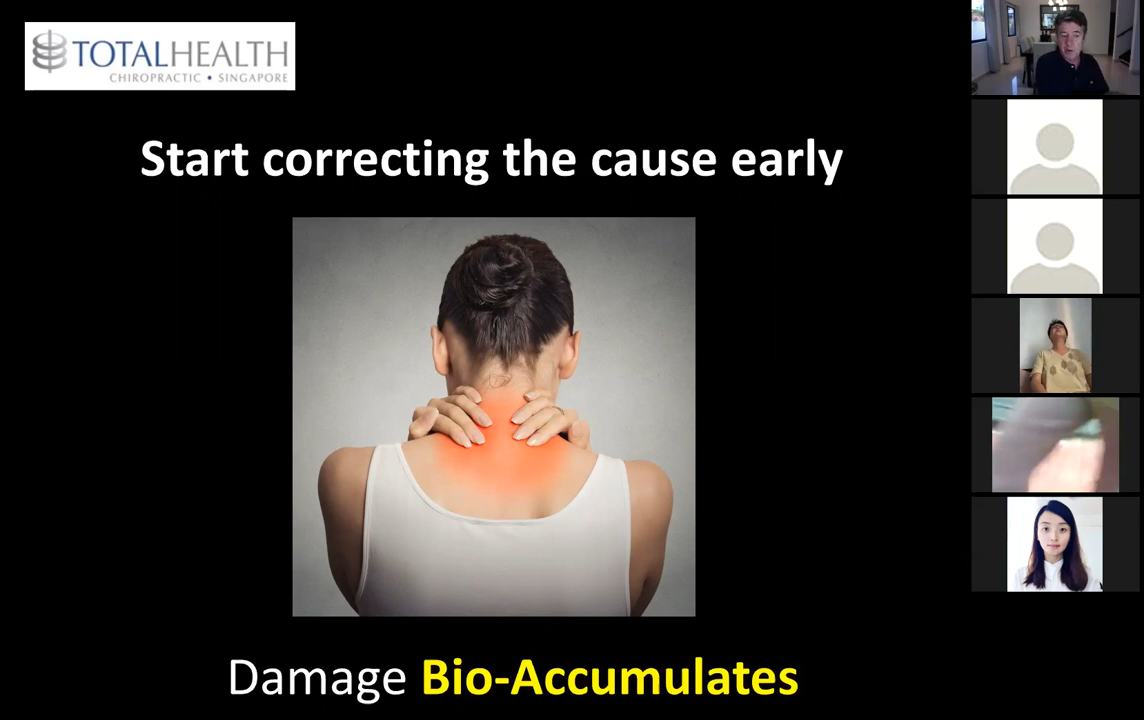 TOTALHEALTH
CHIROPRACTIC • SINGAPORE
Start correcting the cause early
Damage Bio-Accumulates